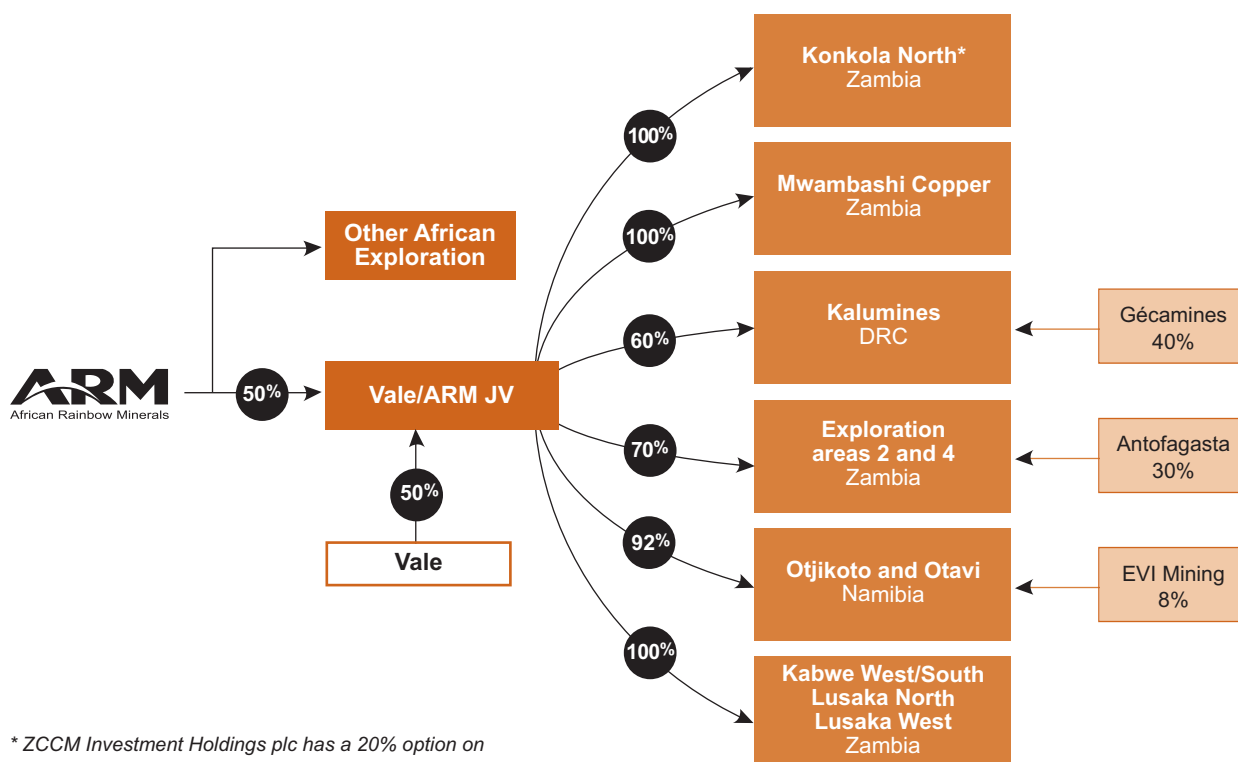 ARM
African Rainbow Minerals
50%
Other African
Exploration
Vale/ARM JV
50%
Vale
100%
100%
60%
70%
92%
100%
Konkola North*
Zambia
Mwambashi Copper
Zambia
Kalumines
DRC
Exploration
areas 2 and 4
Zambia
Otjikoto and Otavi
Namibia
Kabwe West/South
Lusaka North
Lusaka West
Zambia
Gécamines
40%
Antofagasta
30%
EVI Mining
8%
* ZCCM Investment Holdings plc has a 20% option on